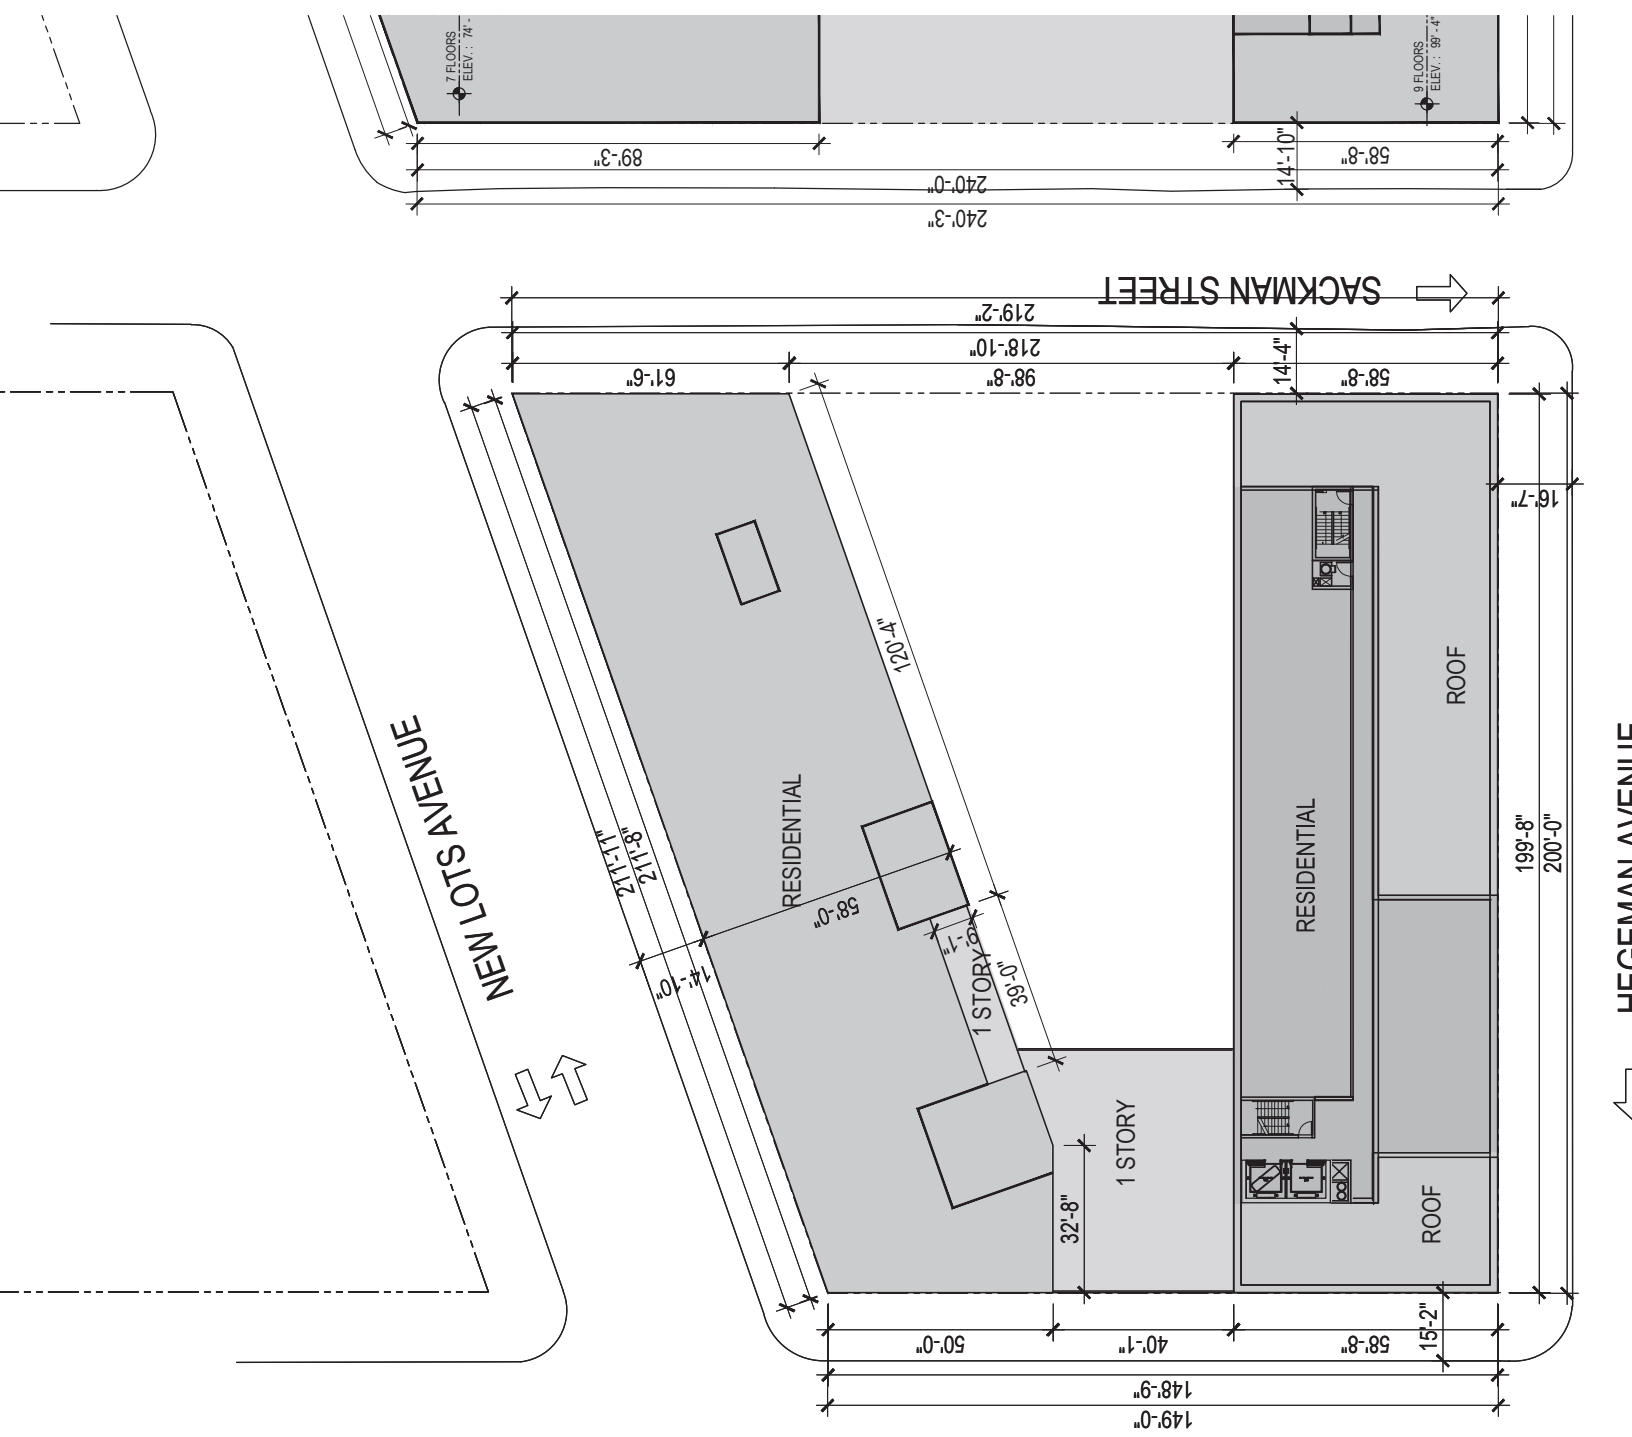 7 FLOORS
ELEV. : 74' -
9 FLOORS
ELEV. : 99' - 4"
89'-3"
14'-10"
58'-8"
240'-0"
240'-3"
SACKMAN STREET
219'-2"
218'-10"
14'-4"
61'-6"
98'-8"
58'-8"
16'-7"
120'-4"
ROOF
NEW LOTS AVENUE
RESIDENTIAL
RESIDENTIAL
HEGEMAN AVENUE
211'-11"
211'-8"
199'-8"
200'-0"
58'-0"
9'-1"
14'-10"
1 STORY
39'-0"
1 STORY
32'-8"
ROOF
15'-2"
50'-0"
40'-1"
58'-8"
148'-9"
149'-0"